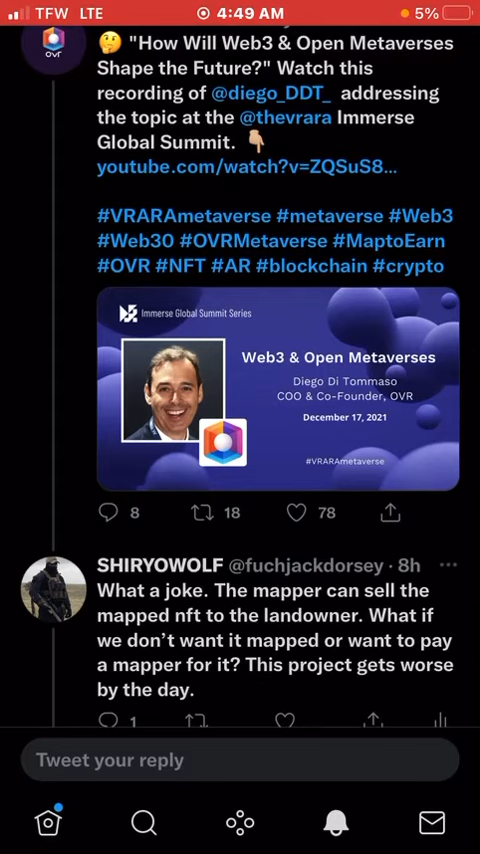 TFW LTE 4:49 AM 5%
ovr
🤔 "How Will Web3 & Open Metaverses
Shape the Future?" Watch this
recording of @diego_DDT_ addressing
the topic at the @thevrara Immerse
Global Summit. 👇🏼
youtube.com/watch?v=ZQSuS8...
#VRARAmetaverse #metaverse #Web3
#Web30 #OVRMetaverse #MaptoEarn
#OVR #NFT #AR #blockchain #crypto
Immerse Global Summit Series
Web3 & Open Metaverses
Diego Di Tommaso
COO & Co-Founder, OVR
December 17, 2021
#VRARAmetaverse
8 18 78
SHIRYOWOLF @fuchjackdorsey · 8h ···
What a joke. The mapper can sell the
mapped nft to the landowner. What if
we don’t want it mapped or want to pay
a mapper for it? This project gets worse
by the day.
1
Tweet your reply